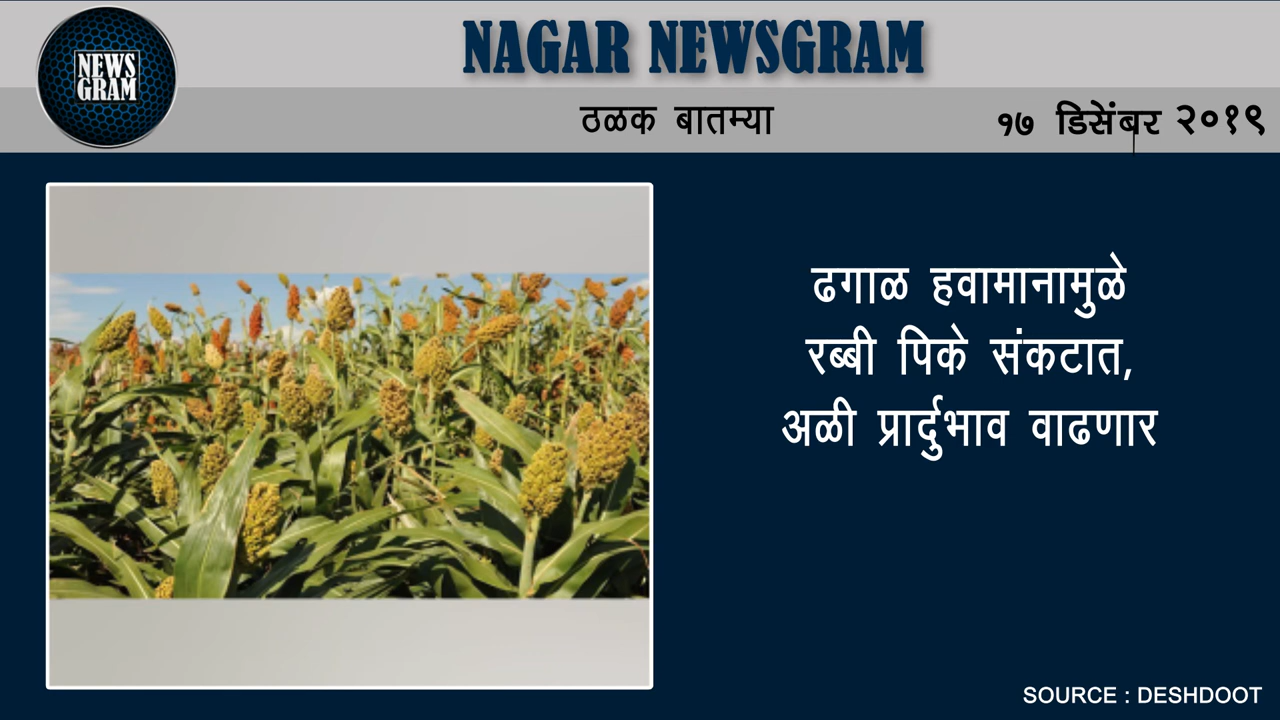 NEWS
GRAM
NAGAR NEWSGRAM
ठळक बातम्या
१७ डिसेंबर २०१९
ढगाळ हवामानामुळे
रब्बी पिके संकटात,
अळी प्रार्दुभाव वाढणार
SOURCE : DESHDOOT